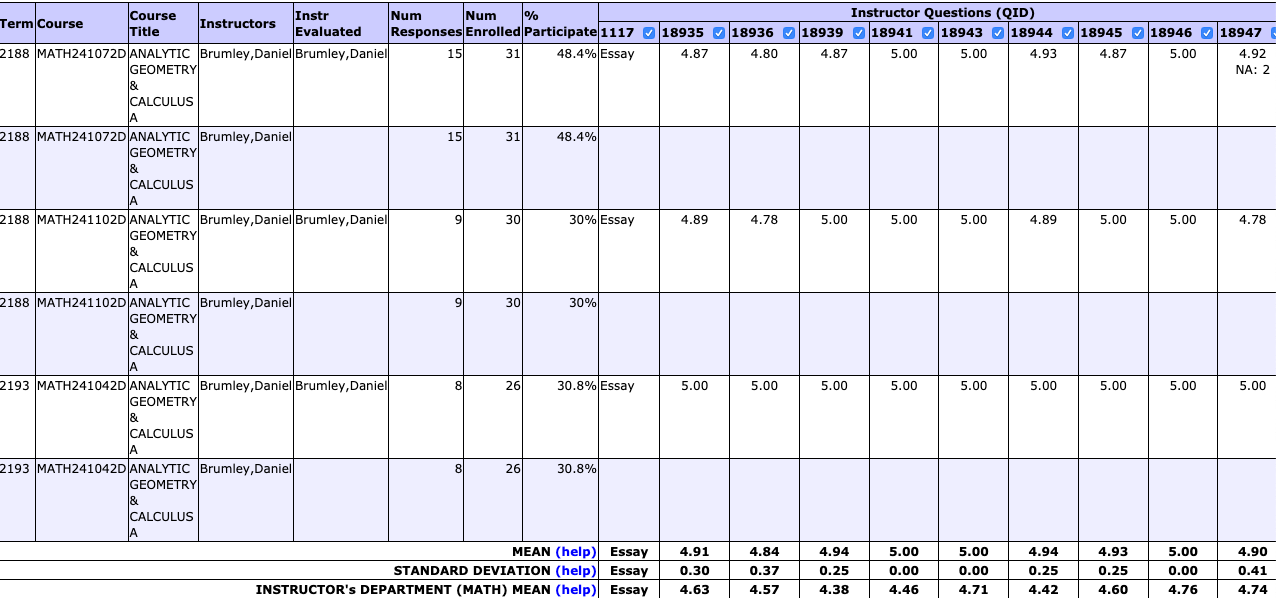 Term Course Course Title Instructors Instr Evaluated Num Responses Num Enrolled % Participate Instructor Questions (QID)
1117 18935 18936 18939 18941 18943 18944 18945 18946 18947
2188 MATH241072D ANALYTIC Brumley,Daniel Brumley,Daniel 15 31 48.4% Essay 4.87 4.80 4.87 5.00 5.00 4.93 4.87 5.00 4.92
GEOMETRY NA: 2
&
CALCULUS
A
2188 MATH241072D ANALYTIC Brumley,Daniel 15 31 48.4%
GEOMETRY
&
CALCULUS
A
2188 MATH241102D ANALYTIC Brumley,Daniel Brumley,Daniel 9 30 30% Essay 4.89 4.78 5.00 5.00 5.00 4.89 5.00 5.00 4.78
GEOMETRY
&
CALCULUS
A
2188 MATH241102D ANALYTIC Brumley,Daniel 9 30 30%
GEOMETRY
&
CALCULUS
A
2193 MATH241042D ANALYTIC Brumley,Daniel Brumley,Daniel 8 26 30.8% Essay 5.00 5.00 5.00 5.00 5.00 5.00 5.00 5.00 5.00
GEOMETRY
&
CALCULUS
A
2193 MATH241042D ANALYTIC Brumley,Daniel 8 26 30.8%
GEOMETRY
&
CALCULUS
A
MEAN (help) Essay 4.91 4.84 4.94 5.00 5.00 4.94 4.93 5.00 4.90
STANDARD DEVIATION (help) Essay 0.30 0.37 0.25 0.00 0.00 0.25 0.25 0.00 0.41
INSTRUCTOR's DEPARTMENT (MATH) MEAN (help) Essay 4.63 4.57 4.38 4.46 4.71 4.42 4.60 4.76 4.74